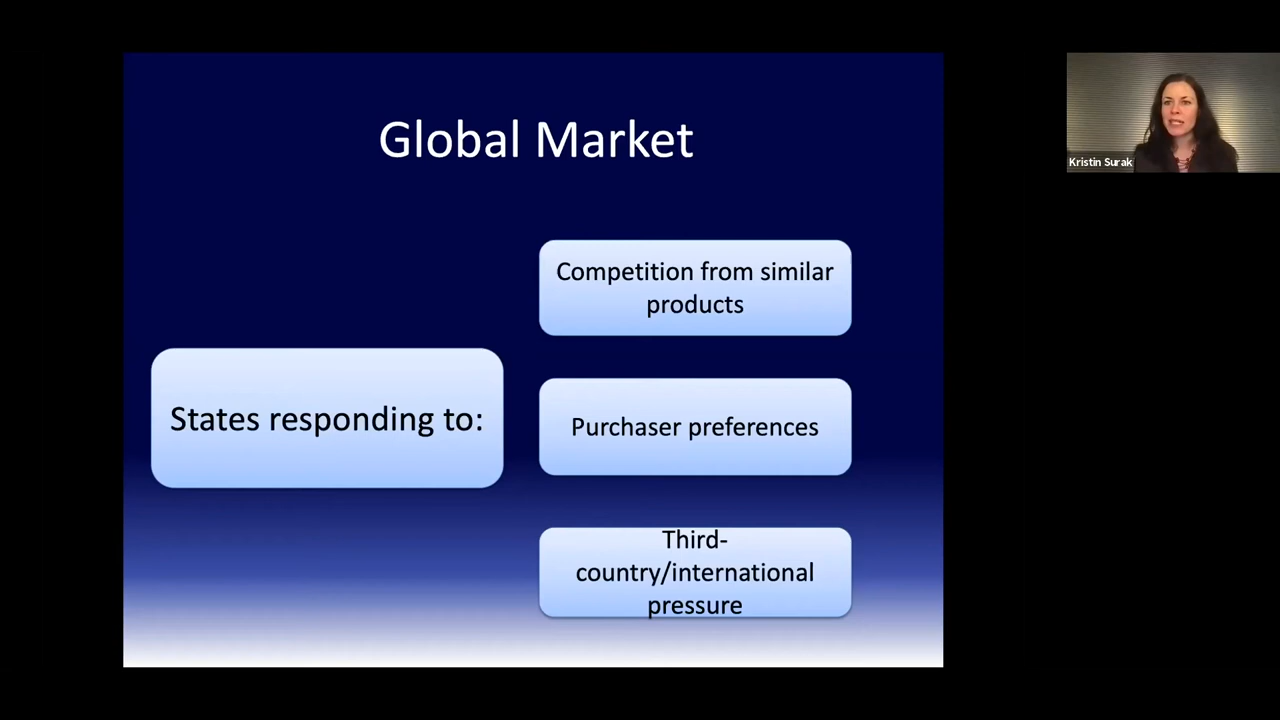 Global Market
States responding to:
Competition from similar
products
Purchaser preferences
Third-
country/international
pressure
Kristin Surak